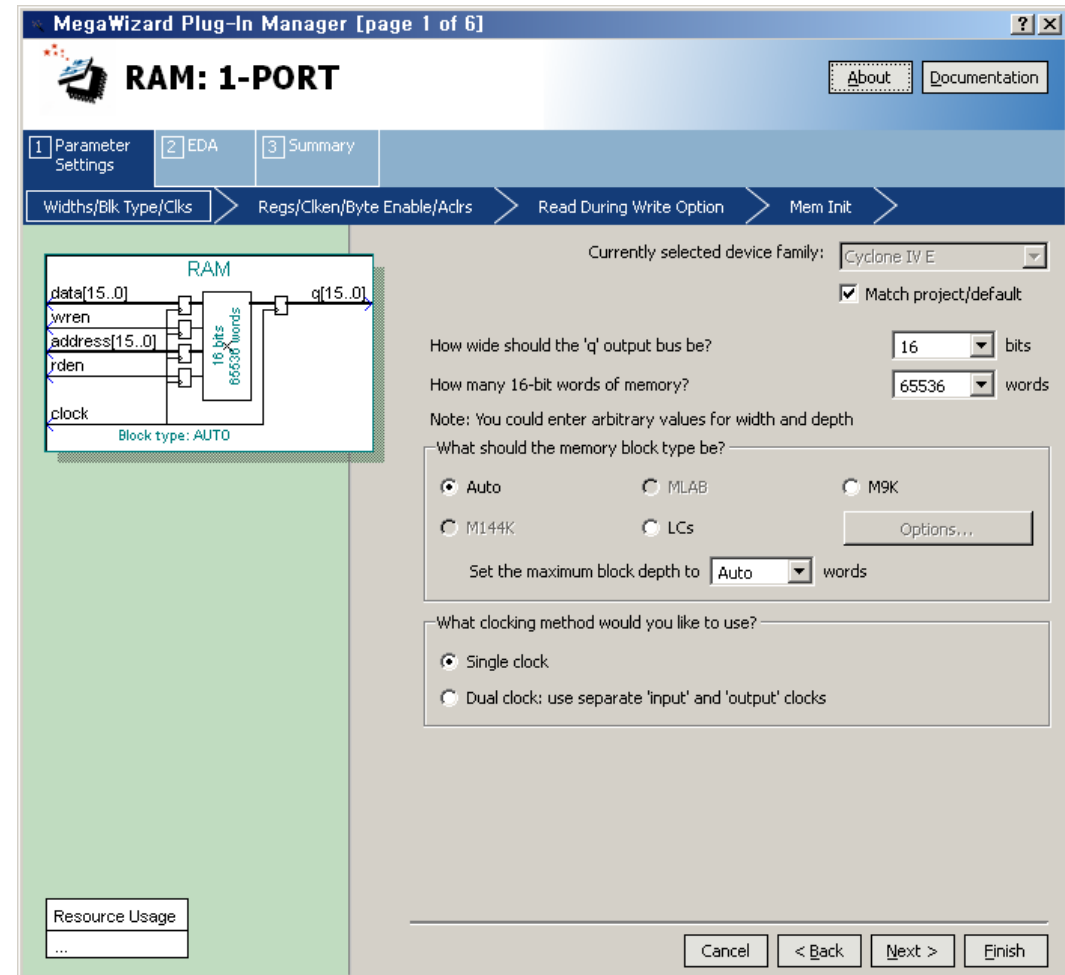 MegaWizard Plug-In Manager [page 1 of 6]
RAM: 1-PORT
About
Documentation
1 Parameter Settings
2 EDA
3 Summary
Widths/Blk Type/Clks
Regs/Clken/Byte Enable/Aclrs
Read During Write Option
Mem Init
RAM
data[15..0]
q[15..0]
wren
address[15..0]
rden
16 bits
65536 words
clock
Block type: AUTO
Currently selected device family:
Cyclone IV E
Match project/default
How wide should the 'q' output bus be?
16
bits
How many 16-bit words of memory?
65536
words
Note: You could enter arbitrary values for width and depth
What should the memory block type be?
Auto
MLAB
M9K
M144K
LCs
Options...
Set the maximum block depth to
Auto
words
What clocking method would you like to use?
Single clock
Dual clock: use separate 'input' and 'output' clocks
Resource Usage
...
Cancel
< Back
Next >
Finish